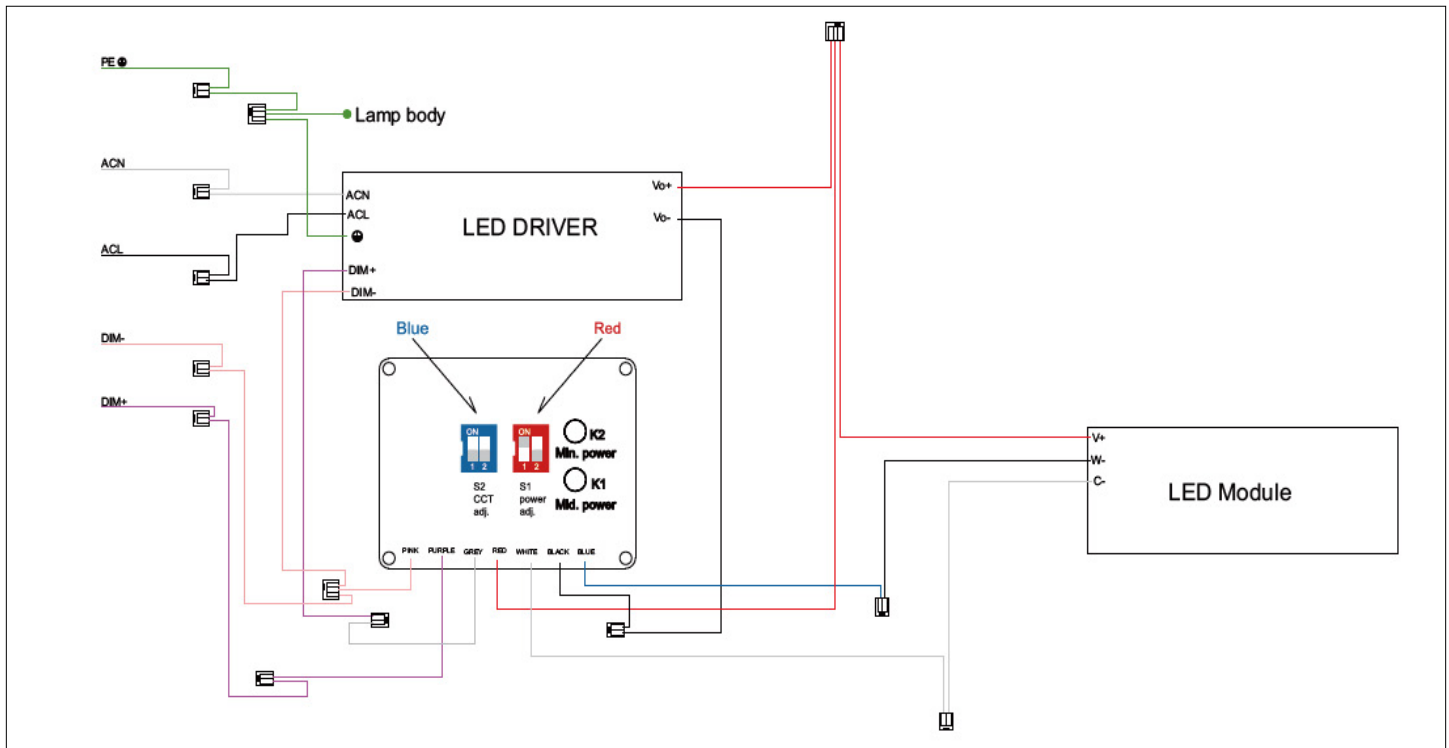 PE
Lamp body
ACN
ACL
DIM-
DIM+
ACN
ACL
DIM+
DIM-
LED DRIVER
Vo+
Vo-
Blue
Red
ON
1 2
S2
CCT
adj.
ON
1 2
S1
power
adj.
K2
Min. power
K1
Mid. power
PINK PURPLE GREY RED WHITE BLACK BLUE
V+
W-
C-
LED Module